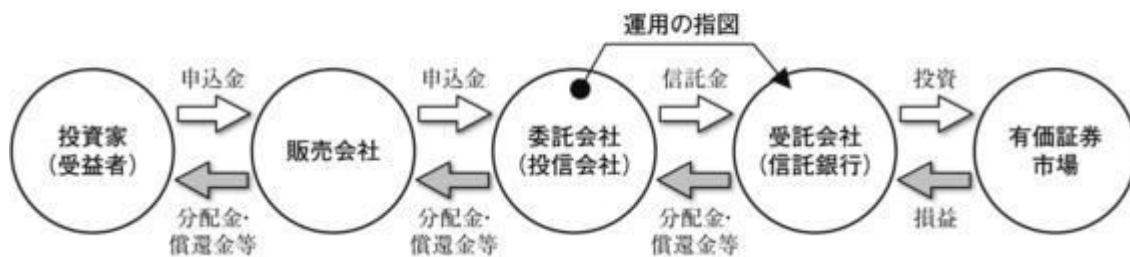 運用の指図
申込金
申込金
信託金
投資
投資家
(受益者)
販売会社
委託会社
(投信会社)
受託会社
(信託銀行)
有価証券
市場
分配金・
償還金等
分配金・
償還金等
分配金・
償還金等
損益